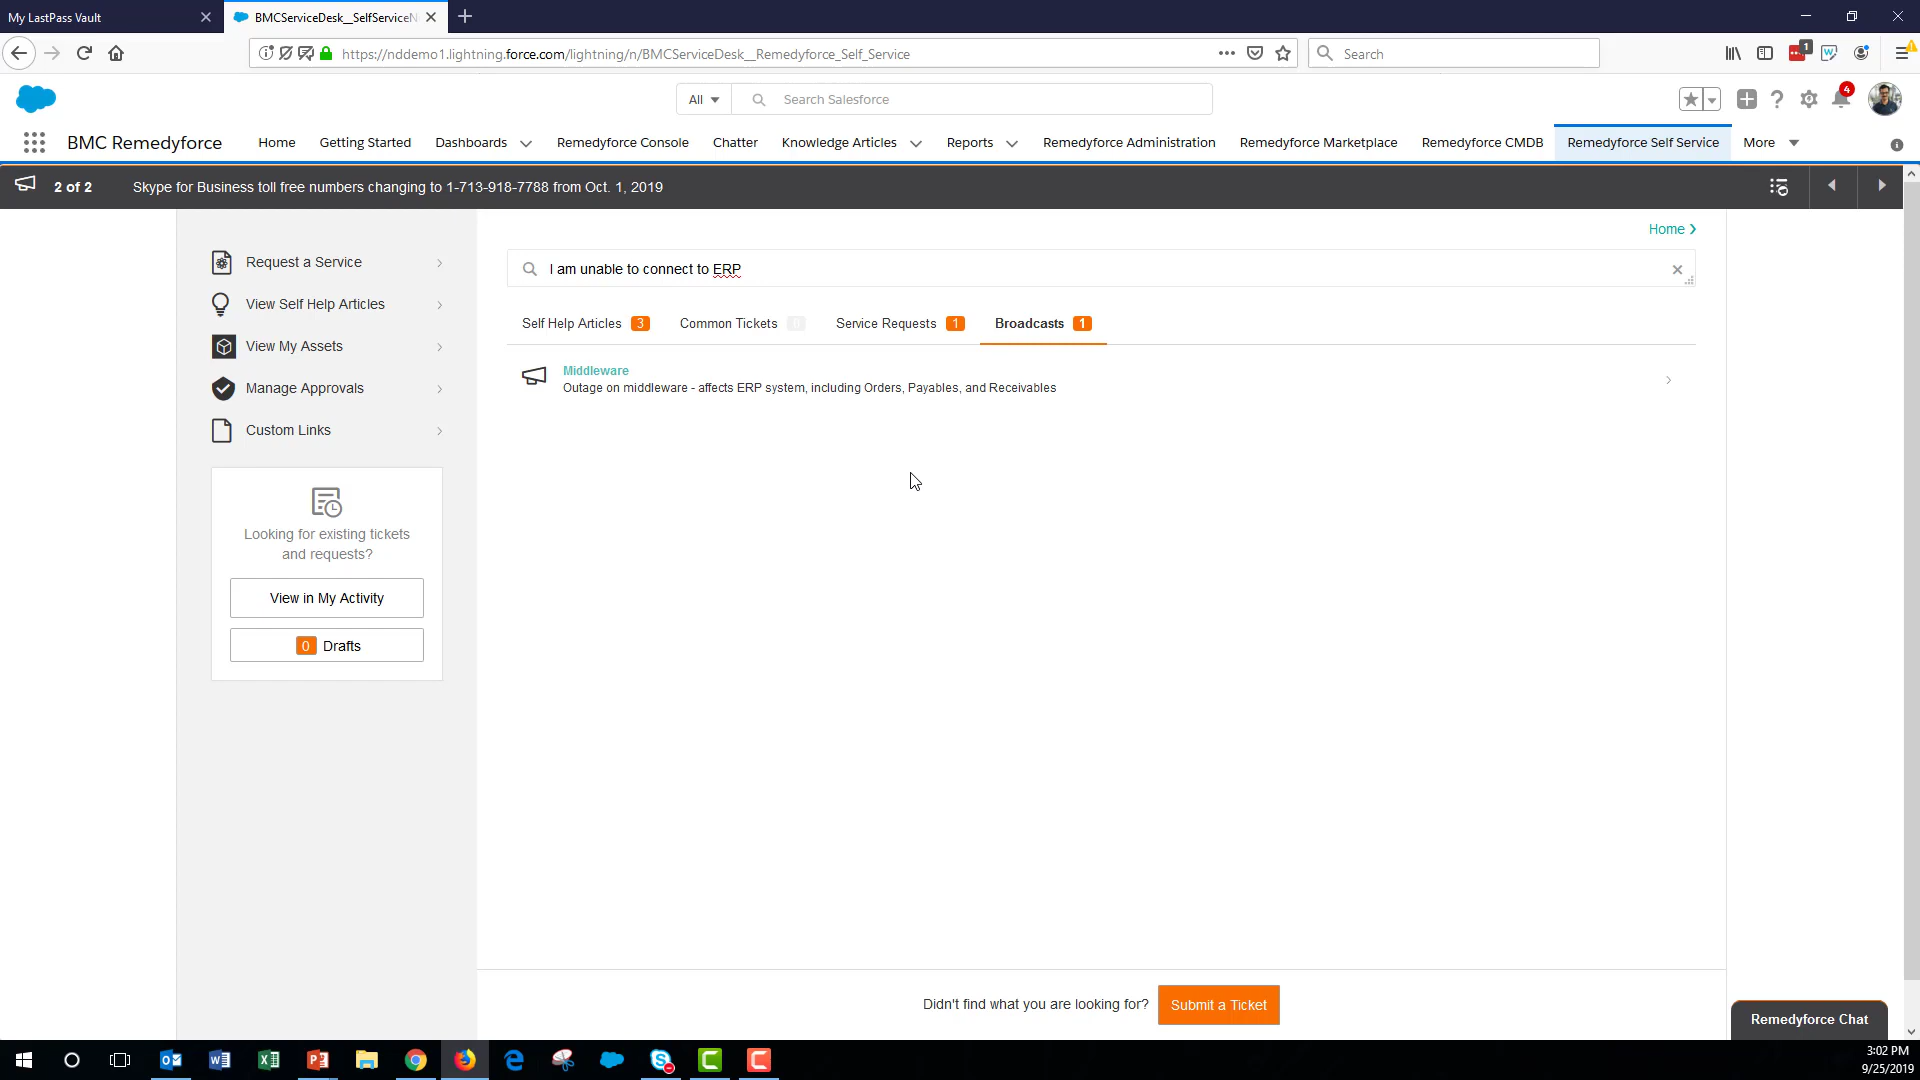 My LastPass Vault
BMCServiceDesk__SelfServiceN
https://nddemo1.lightning.force.com/lightning/n/BMCServiceDesk__Remedyforce_Self_Service
Search
1
All
Search Salesforce
4
BMC Remedyforce
Home
Getting Started
Dashboards
Remedyforce Console
Chatter
Knowledge Articles
Reports
Remedyforce Administration
Remedyforce Marketplace
Remedyforce CMDB
Remedyforce Self Service
More
2 of 2
Skype for Business toll free numbers changing to 1-713-918-7788 from Oct. 1, 2019
Home
Request a Service
View Self Help Articles
View My Assets
Manage Approvals
Custom Links
Looking for existing tickets
and requests?
View in My Activity
0 Drafts
I am unable to connect to ERP
Self Help Articles 3
Common Tickets 0
Service Requests 1
Broadcasts 1
Middleware
Outage on middleware - affects ERP system, including Orders, Payables, and Receivables
Didn't find what you are looking for?
Submit a Ticket
Remedyforce Chat
3:02 PM
9/25/2019